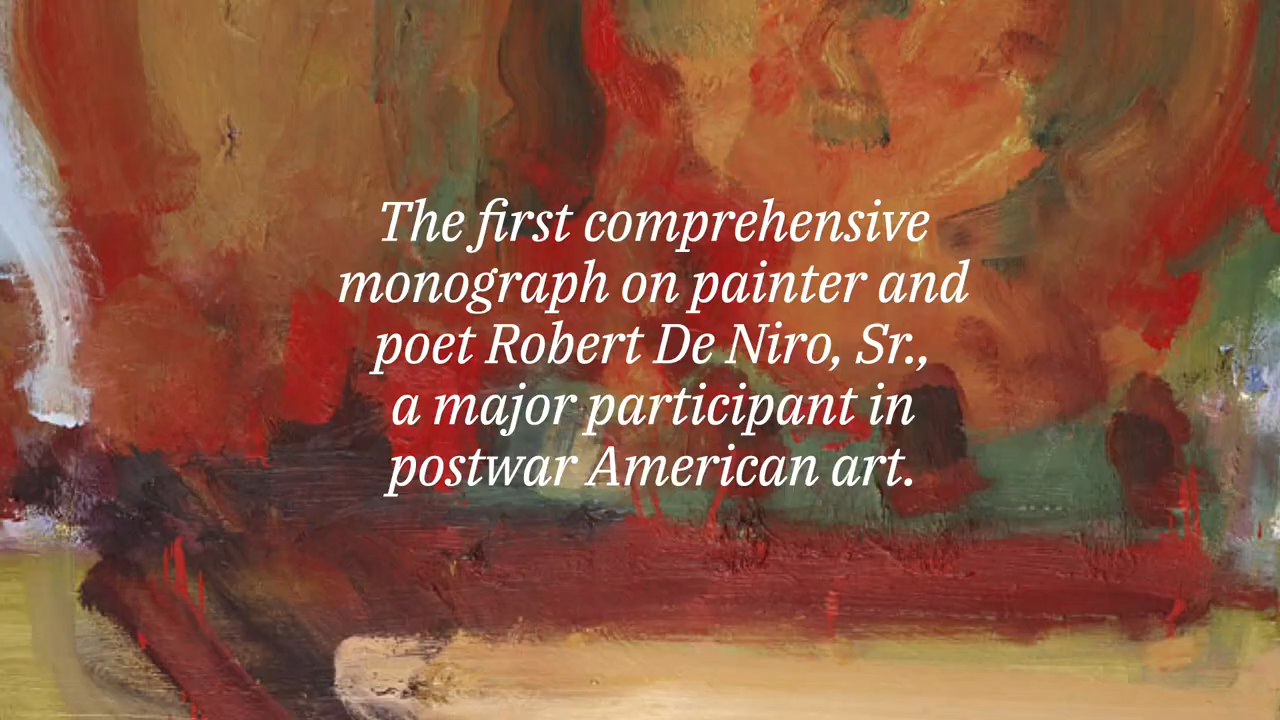 The first comprehensive
monograph on painter and
poet Robert De Niro, Sr.,
a major participant in
postwar American art.